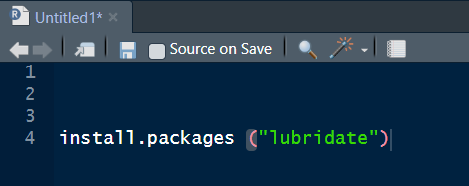 Untitled1*
Source on Save
1
2
3
4 install.packages ("lubridate")